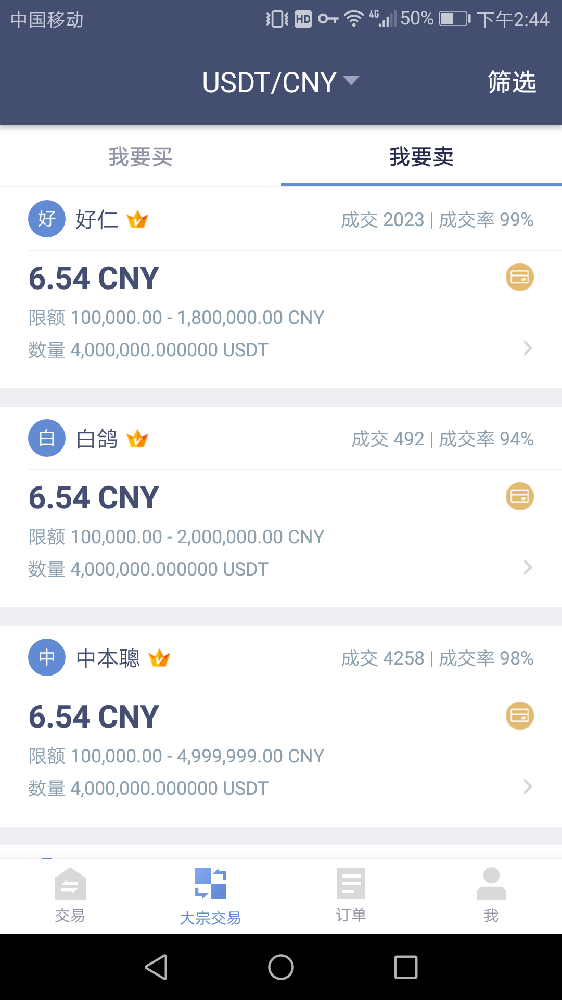 中国移动 HD 4G 50% 下午2:44
USDT/CNY 筛选
我要买 我要卖
好 好仁 成交 2023 | 成交率 99%
6.54 CNY
限额 100,000.00 - 1,800,000.00 CNY
数量 4,000,000.000000 USDT
白 白鸽 成交 492 | 成交率 94%
6.54 CNY
限额 100,000.00 - 2,000,000.00 CNY
数量 4,000,000.000000 USDT
中 中本聰 成交 4258 | 成交率 98%
6.54 CNY
限额 100,000.00 - 4,999,999.00 CNY
数量 4,000,000.000000 USDT
交易 大宗交易 订单 我